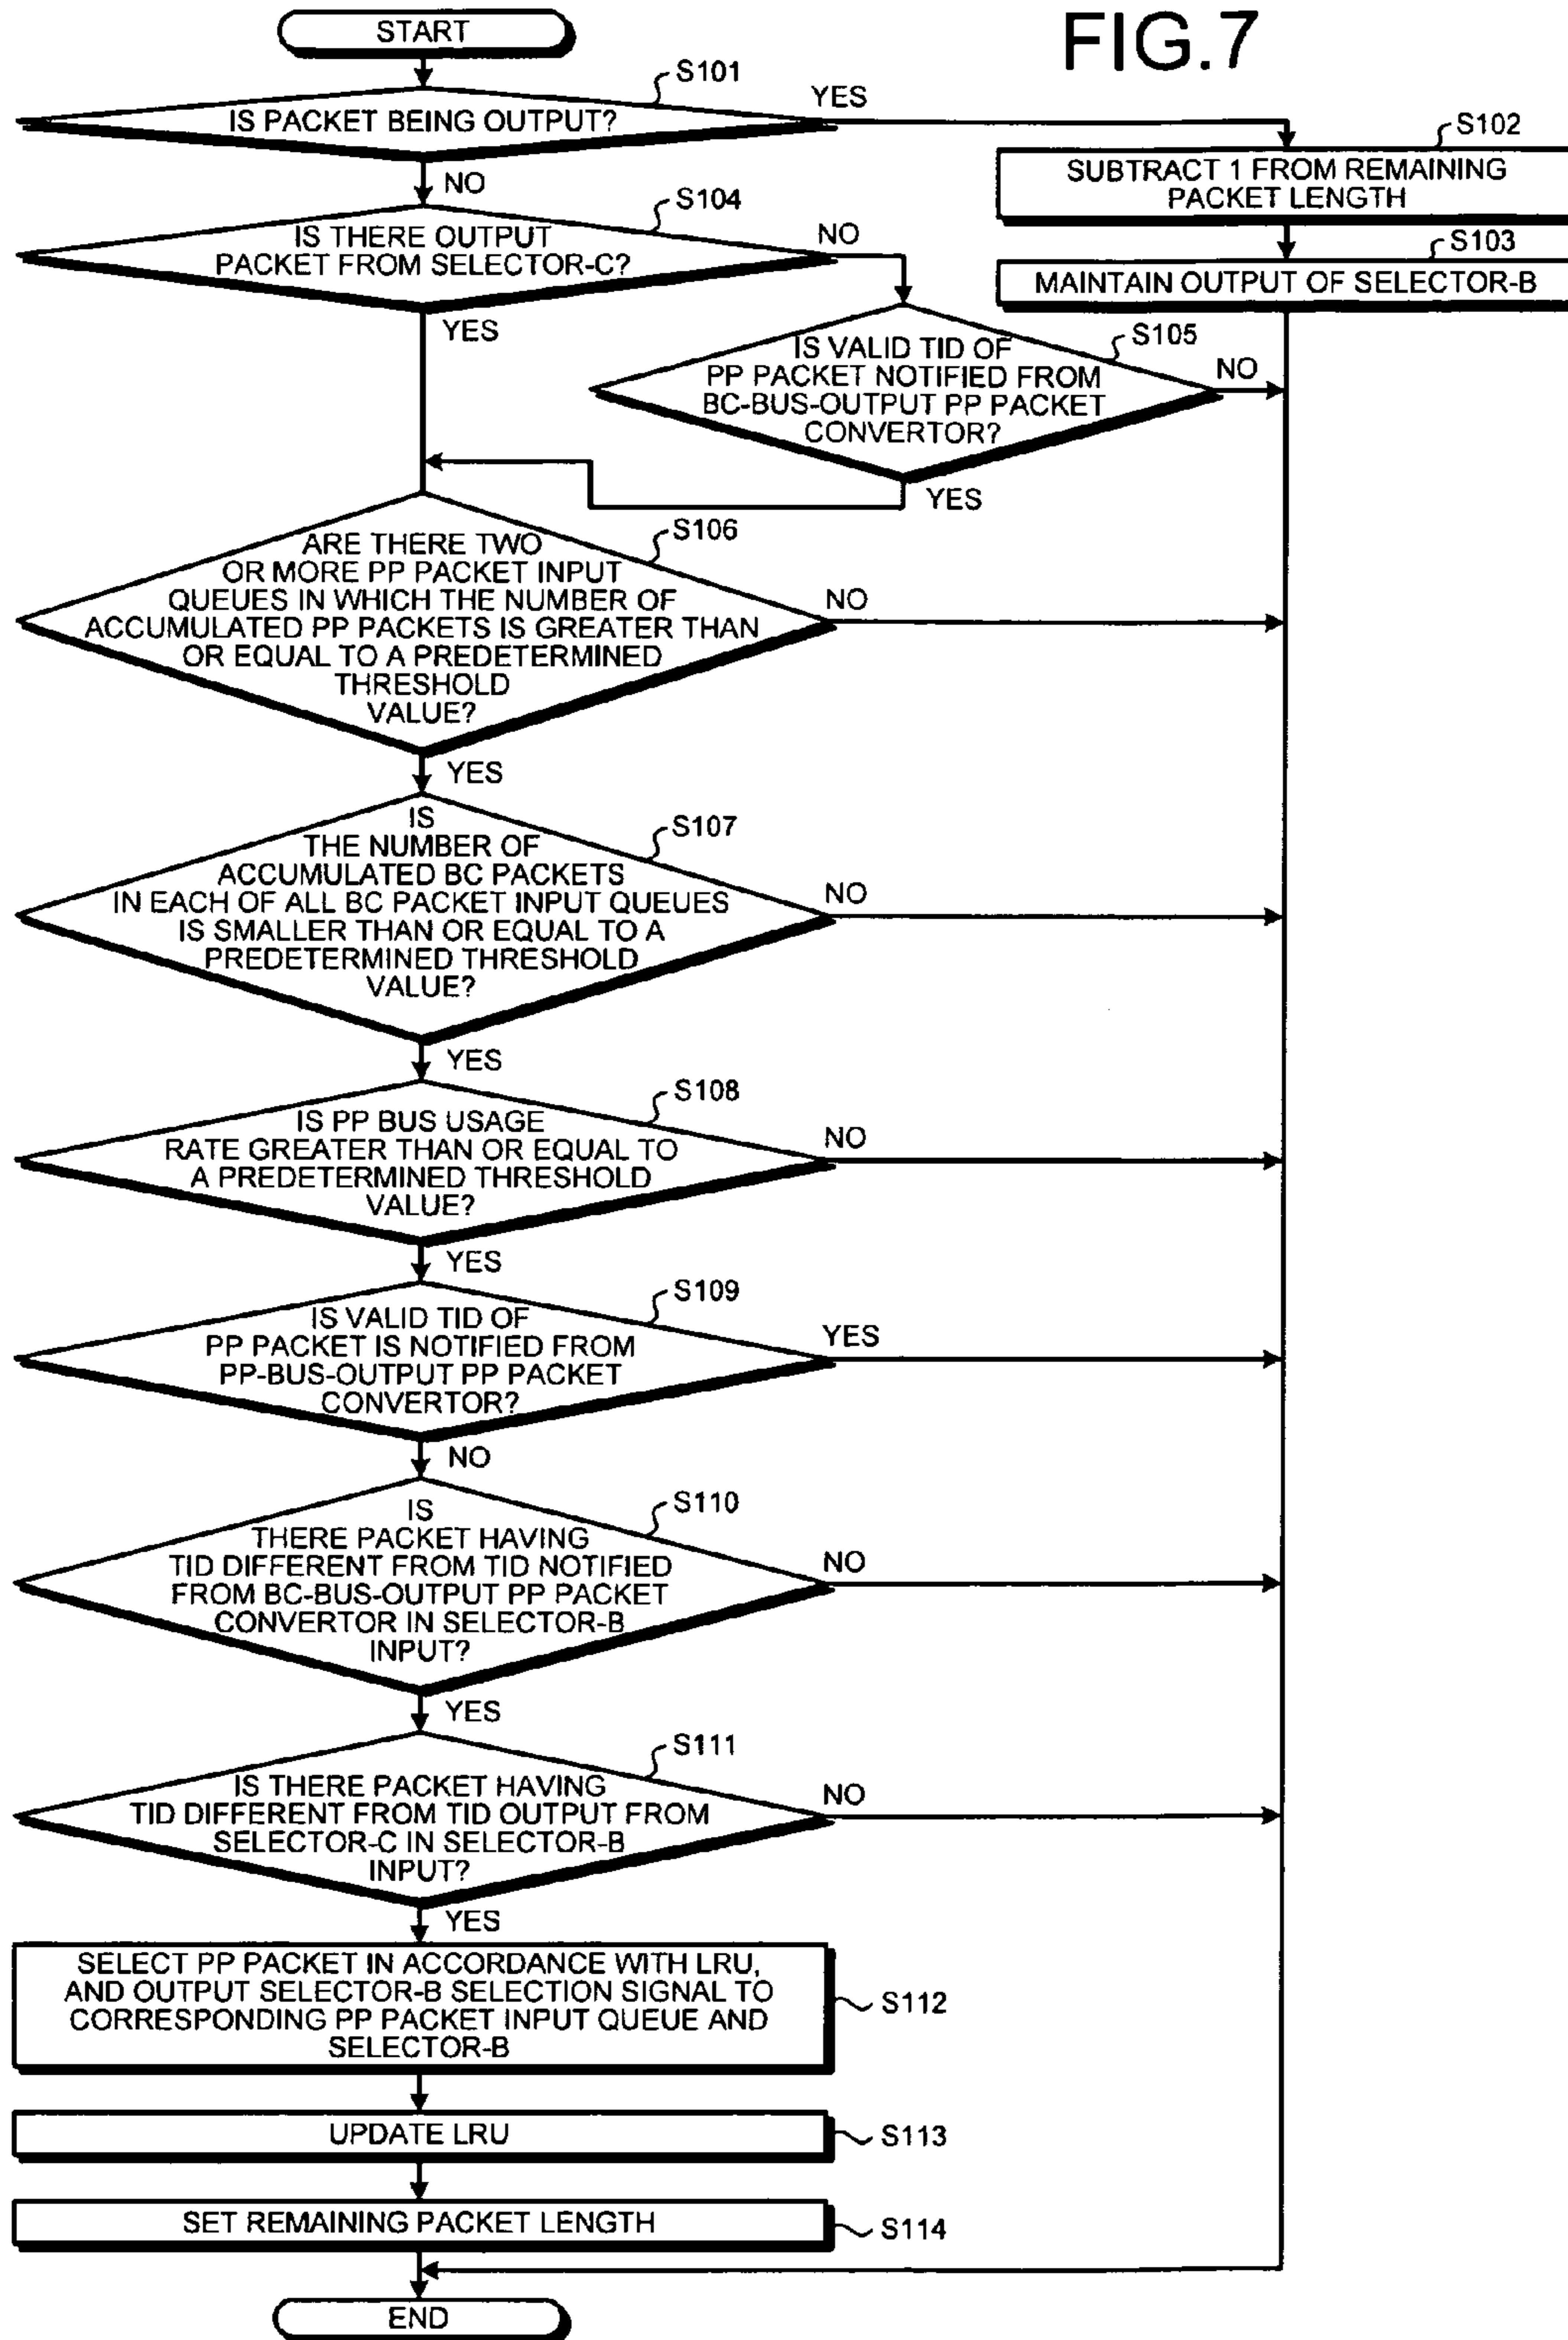 FIG.7
START
S101
IS PACKET BEING OUTPUT?
YES
NO
S102
SUBTRACT 1 FROM REMAINING
PACKET LENGTH
S103
MAINTAIN OUTPUT OF SELECTOR-B
S104
IS THERE OUTPUT
PACKET FROM SELECTOR-C?
NO
YES
S105
IS VALID TID OF
PP PACKET NOTIFIED FROM
BC-BUS-OUTPUT PP PACKET
CONVERTOR?
NO
YES
S106
ARE THERE TWO
OR MORE PP PACKET INPUT
QUEUES IN WHICH THE NUMBER OF
ACCUMULATED PP PACKETS IS GREATER THAN
OR EQUAL TO A PREDETERMINED
THRESHOLD
VALUE?
NO
YES
S107
IS
THE NUMBER OF
ACCUMULATED BC PACKETS
IN EACH OF ALL BC PACKET INPUT QUEUES
IS SMALLER THAN OR EQUAL TO A
PREDETERMINED THRESHOLD
VALUE?
NO
YES
S108
IS PP BUS USAGE
RATE GREATER THAN OR EQUAL TO
A PREDETERMINED THRESHOLD
VALUE?
NO
YES
S109
IS VALID TID OF
PP PACKET IS NOTIFIED FROM
PP-BUS-OUTPUT PP PACKET
CONVERTOR?
YES
NO
S110
IS
THERE PACKET HAVING
TID DIFFERENT FROM TID NOTIFIED
FROM BC-BUS-OUTPUT PP PACKET
CONVERTOR IN SELECTOR-B
INPUT?
NO
YES
S111
IS THERE PACKET HAVING
TID DIFFERENT FROM TID OUTPUT FROM
SELECTOR-C IN SELECTOR-B
INPUT?
NO
YES
SELECT PP PACKET IN ACCORDANCE WITH LRU,
AND OUTPUT SELECTOR-B SELECTION SIGNAL TO
CORRESPONDING PP PACKET INPUT QUEUE AND
SELECTOR-B
S112
UPDATE LRU
S113
SET REMAINING PACKET LENGTH
S114
END